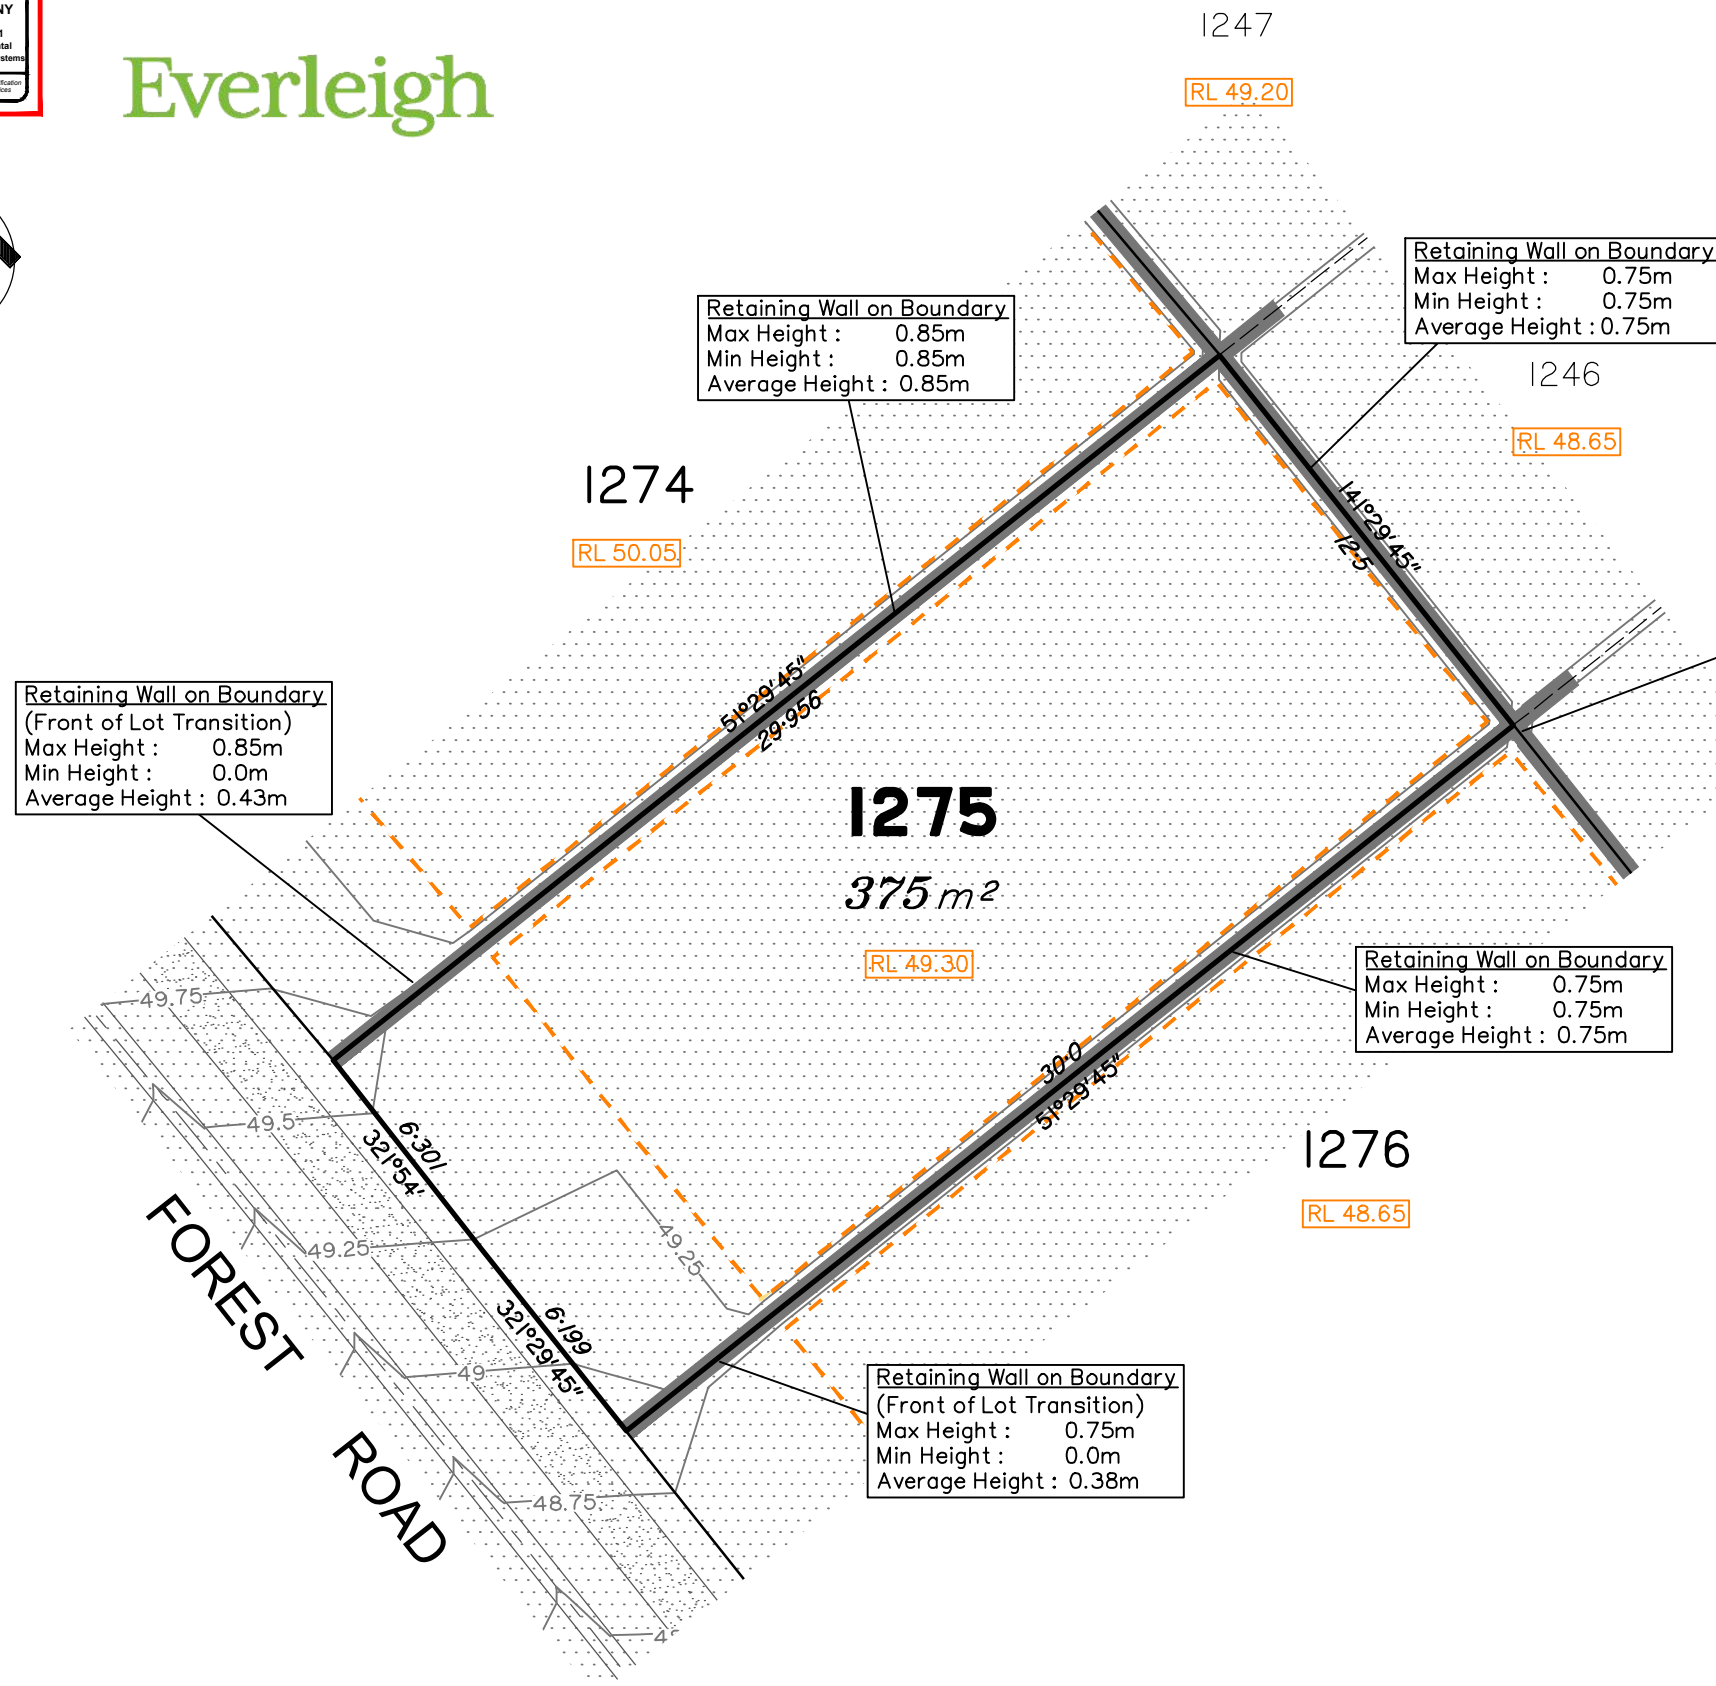 NY
1
tal
stems
fication
ices
Everleigh
1247
RL 49.20
Retaining Wall on Boundary
Max Height : 0.75m
Min Height : 0.75m
Average Height : 0.75m
1246
RL 48.65
Retaining Wall on Boundary
Max Height : 0.85m
Min Height : 0.85m
Average Height : 0.85m
1274
RL 50.05
141°29'45"
12·5
51°29'45"
29·956
Retaining Wall on Boundary
(Front of Lot Transition)
Max Height : 0.85m
Min Height : 0.0m
Average Height : 0.43m
1275
375 m²
RL 49.30
Retaining Wall on Boundary
Max Height : 0.75m
Min Height : 0.75m
Average Height : 0.75m
30·0
51°29'45"
1276
RL 48.65
49.75
49.5
6·301
321°54'
49.25
49.25
6·199
321°29'45"
49
48.75
FOREST
ROAD
Retaining Wall on Boundary
(Front of Lot Transition)
Max Height : 0.75m
Min Height : 0.0m
Average Height : 0.38m